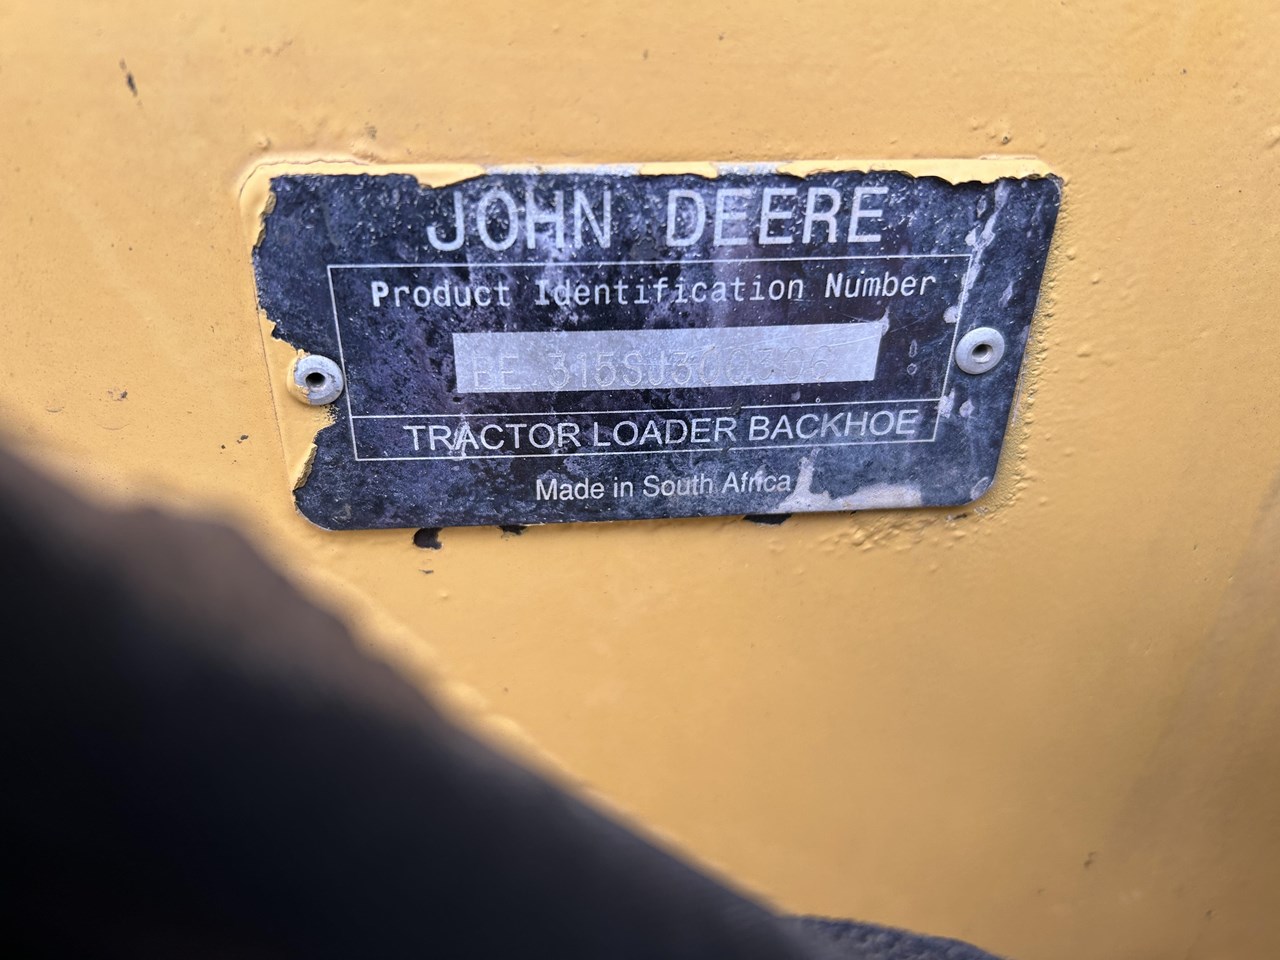 JOHN DEERE
Product Identification Number
TRACTOR LOADER BACKHOE
Made in South Africa